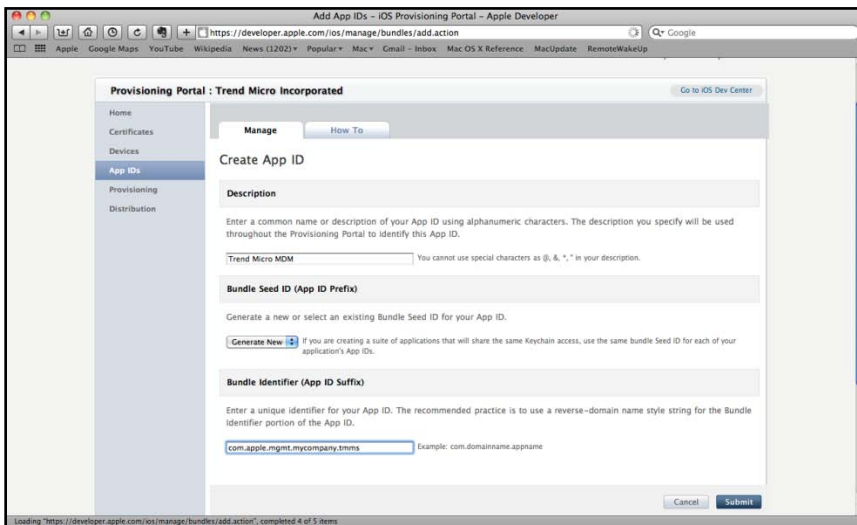 Add App IDs – iOS Provisioning Portal – Apple Developer
https://developer.apple.com/ios/manage/bundles/add.action
Google
Apple Google Maps YouTube Wikipedia News (1202) Popular Mac Gmail – Inbox Mac OS X Reference MacUpdate RemoteWakeUp
Provisioning Portal : Trend Micro Incorporated
Go to iOS Dev Center
Home
Certificates
Devices
App IDs
Provisioning
Distribution
Manage
How To
Create App ID
Description
Enter a common name or description of your App ID using alphanumeric characters. The description you specify will be used
throughout the Provisioning Portal to identify this App ID.
Trend Micro MDM
You cannot use special characters as @, &, *, " in your description.
Bundle Seed ID (App ID Prefix)
Generate a new or select an existing Bundle Seed ID for your App ID.
Generate New
If you are creating a suite of applications that will share the same Keychain access, use the same bundle Seed ID for each of your
application's App IDs.
Bundle Identifier (App ID Suffix)
Enter a unique identifier for your App ID. The recommended practice is to use a reverse-domain name style string for the Bundle
Identifier portion of the App ID.
com.apple.mgmt.mycompany.tmms
Example: com.domainname.appname
Cancel
Submit
Loading "https://developer.apple.com/ios/manage/bundles/add.action", completed 4 of 5 items